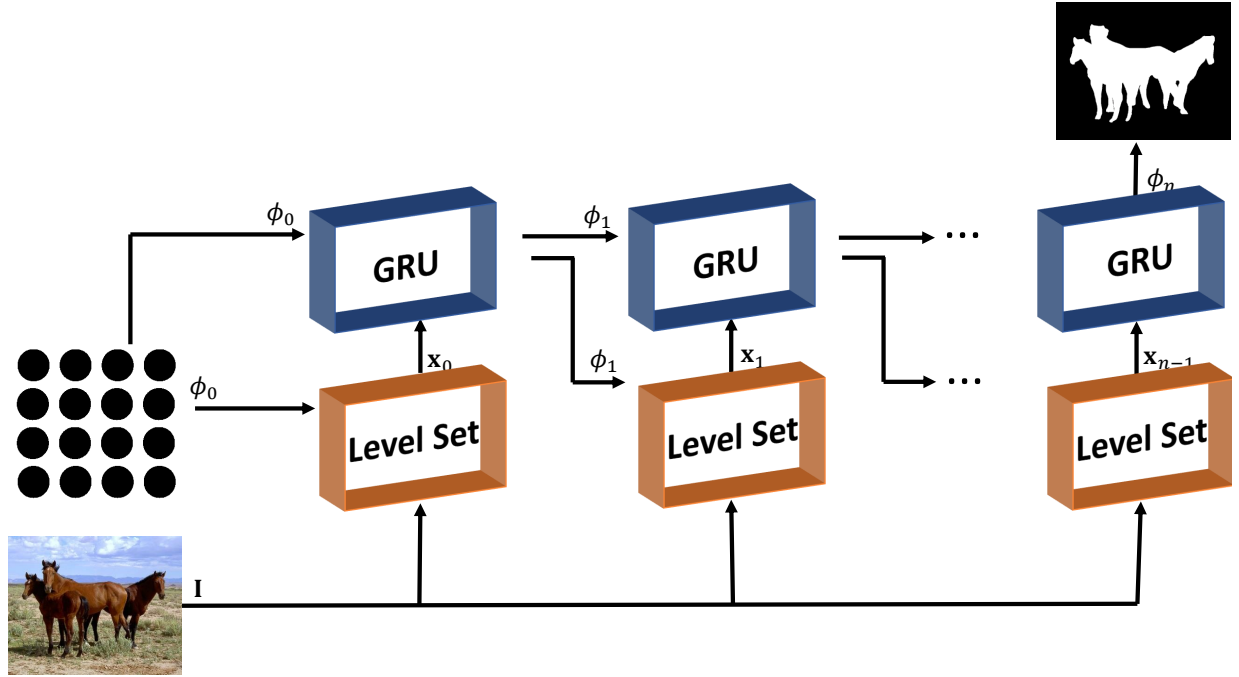 ϕ₀
GRU
ϕ₁
GRU
...
ϕₙ
GRU
ϕ₀
x₀
Level Set
ϕ₁
x₁
Level Set
...
xₙ₋₁
Level Set
I